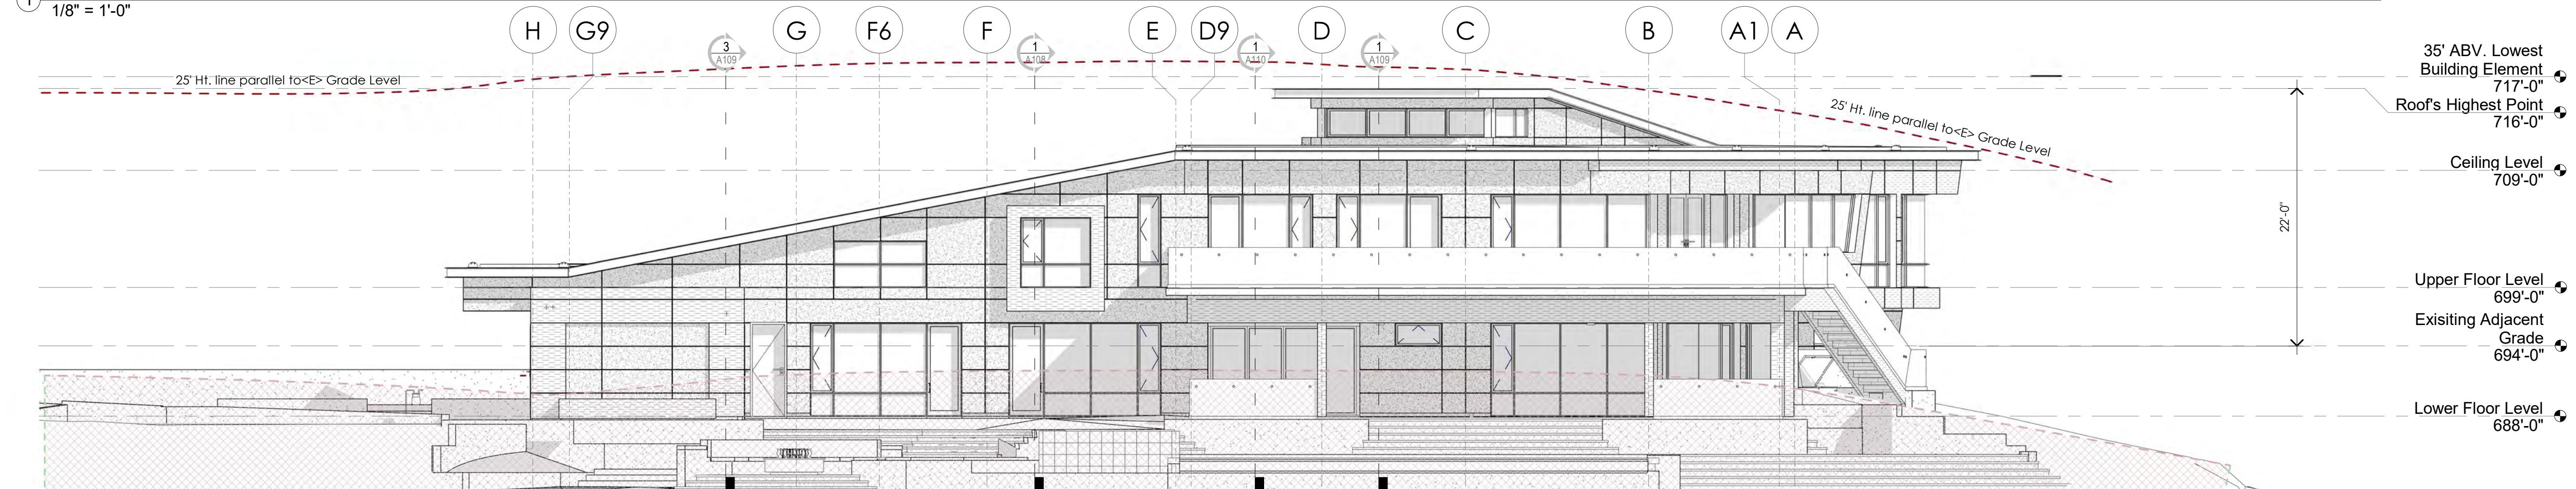 1
1/8" = 1'-0"
H
G9
3
A109
G
F6
F
1
A108
E
D9
1
A110
D
1
A109
C
B
A1
A
25' Ht. line parallel to<E> Grade Level
25' Ht. line parallel to<E> Grade Level
35' ABV. Lowest
Building Element
717'-0"
Roof's Highest Point
716'-0"
Ceiling Level
709'-0"
22'-0"
Upper Floor Level
699'-0"
Exisiting Adjacent
Grade
694'-0"
Lower Floor Level
688'-0"